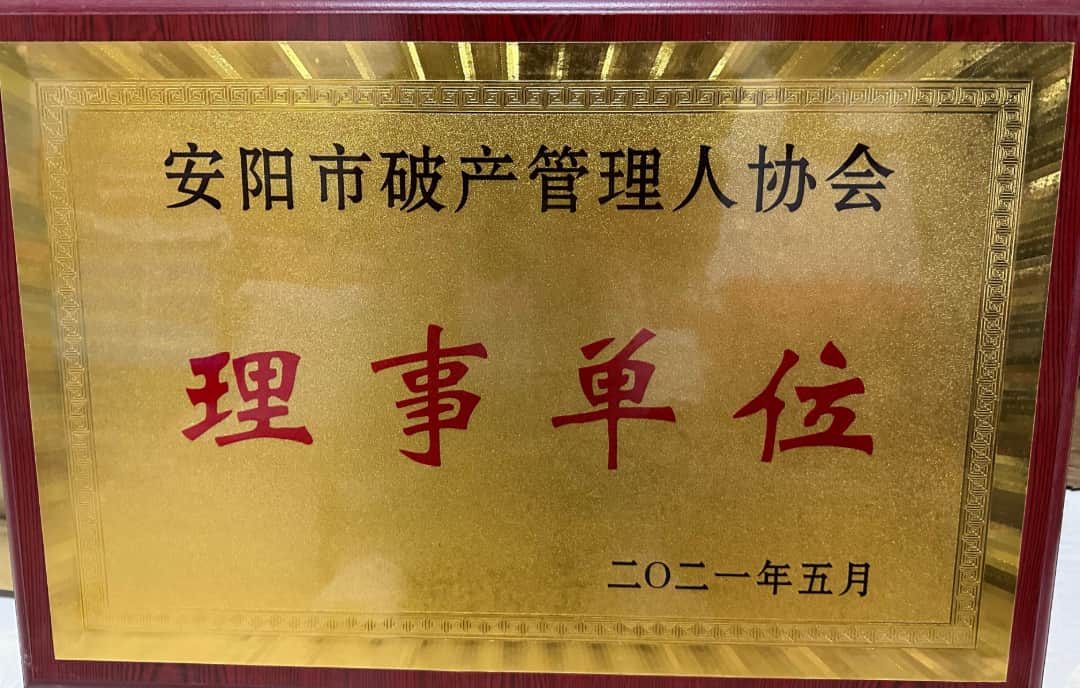 安阳市破产管理人协会
理事单位
二〇二一年五月